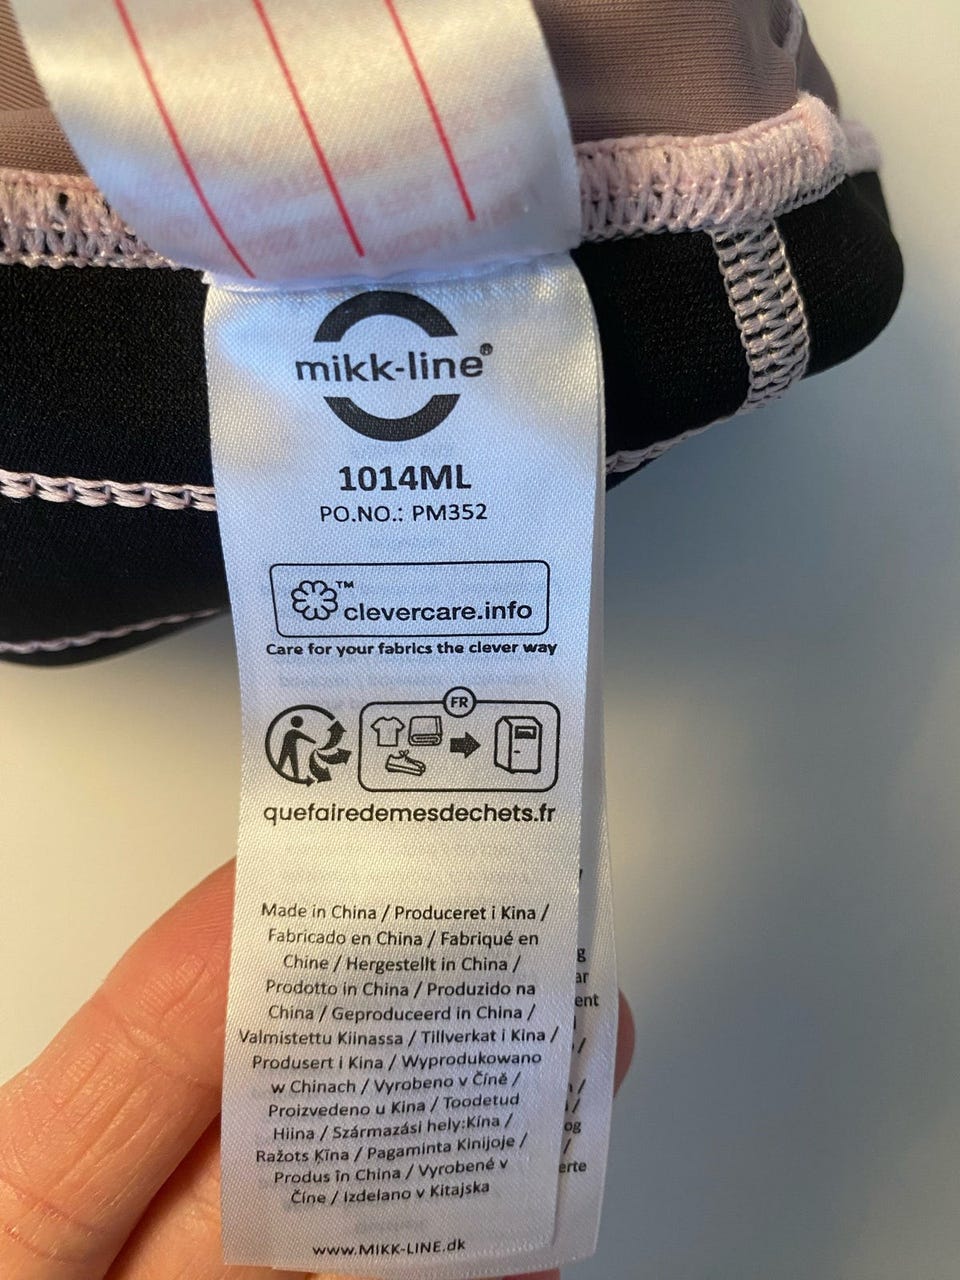 mikk-line®
1014ML
PO.NO.: PM352
TM
clevercare.info
Care for your fabrics the clever way
FR
quefairedemesdechets.fr
Made in China / Produceret i Kina /
Fabricado en China / Fabriqué en
Chine / Hergestellt in China /
Prodotto in China / Produzido na
China / Geproduceerd in China /
Valmistettu Kiinassa / Tillverkat i Kina /
Produsert i Kina / Wyprodukowano
w Chinach / Vyrobeno v Číně /
Proizvedeno u Kina / Toodetud
Hiina / Származási hely:Kína /
Ražots Ķīna / Pagaminta Kinijoje /
Produs în China / Vyrobené v
Číne / Izdelano v Kitajska
www.MIKK-LINE.dk